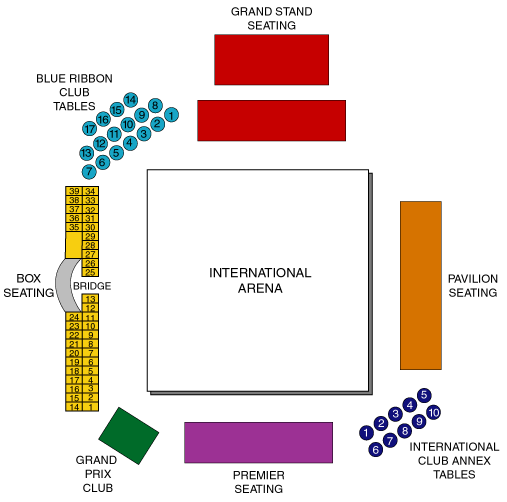 GRAND STAND
SEATING
BLUE RIBBON
CLUB
TABLES
14
8
1
15
9
2
16
10
3
17
11
4
12
5
13
6
7
39 34
38 33
37 32
36 31
35 30
29
28
27
26
25
BOX
SEATING
BRIDGE
13
12
24 11
23 10
22 9
21 8
20 7
19 6
18 5
17 4
16 3
15 2
14 1
INTERNATIONAL
ARENA
PAVILION
SEATING
5
4
3
2
1
10
9
8
7
6
INTERNATIONAL
CLUB ANNEX
TABLES
GRAND
PRIX
CLUB
PREMIER
SEATING